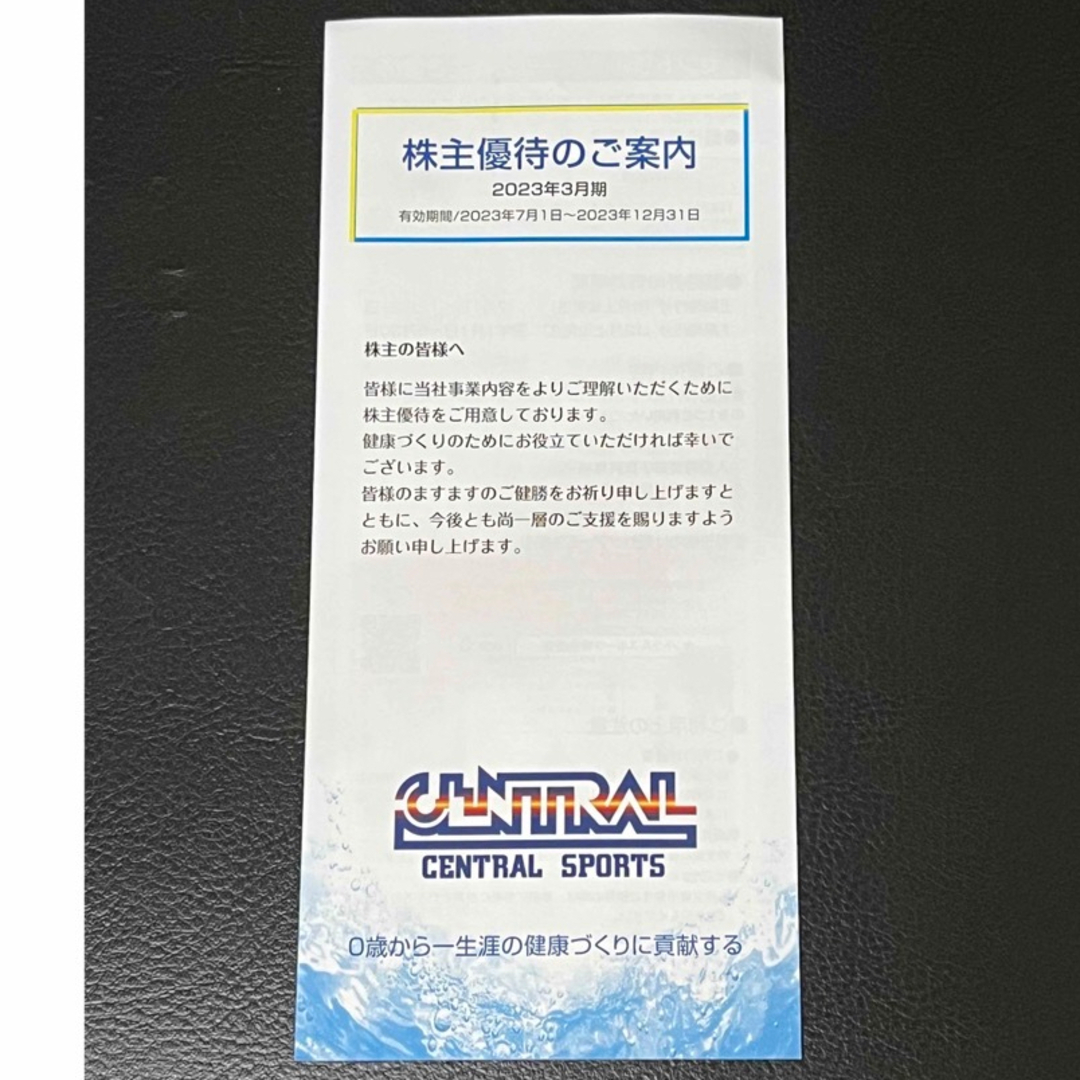 株主優待のご案内
2023年3月期
有効期間/2023年7月1日〜2023年12月31日
株主の皆様へ
皆様に当社事業内容をよりご理解いただくために
株主優待をご用意しております。
健康づくりのためにお役立ていただければ幸いで
ございます。
皆様のますますのご健勝をお祈り申し上げますと
ともに、今後とも尚一層のご支援を賜りますよう
お願い申し上げます。
CENTRAL
CENTRAL SPORTS
0歳から一生涯の健康づくりに貢献する